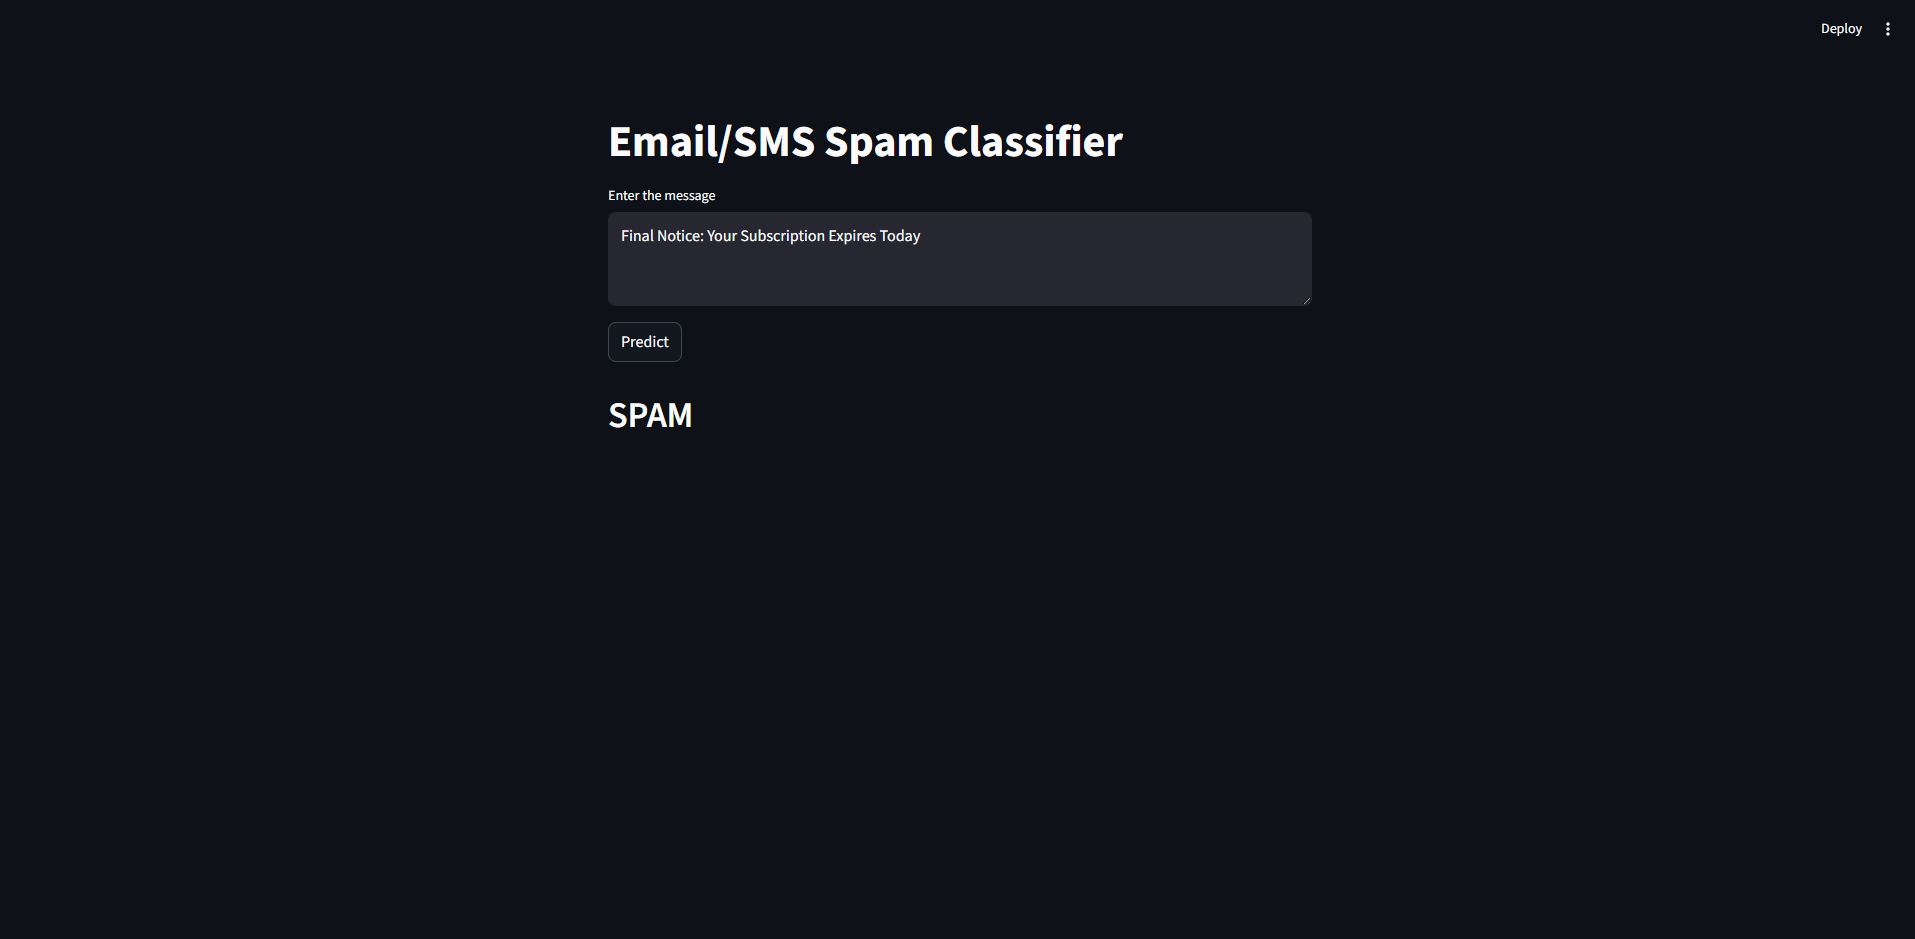 Deploy
Email/SMS Spam Classifier
Enter the message
Final Notice: Your Subscription Expires Today
Predict
SPAM